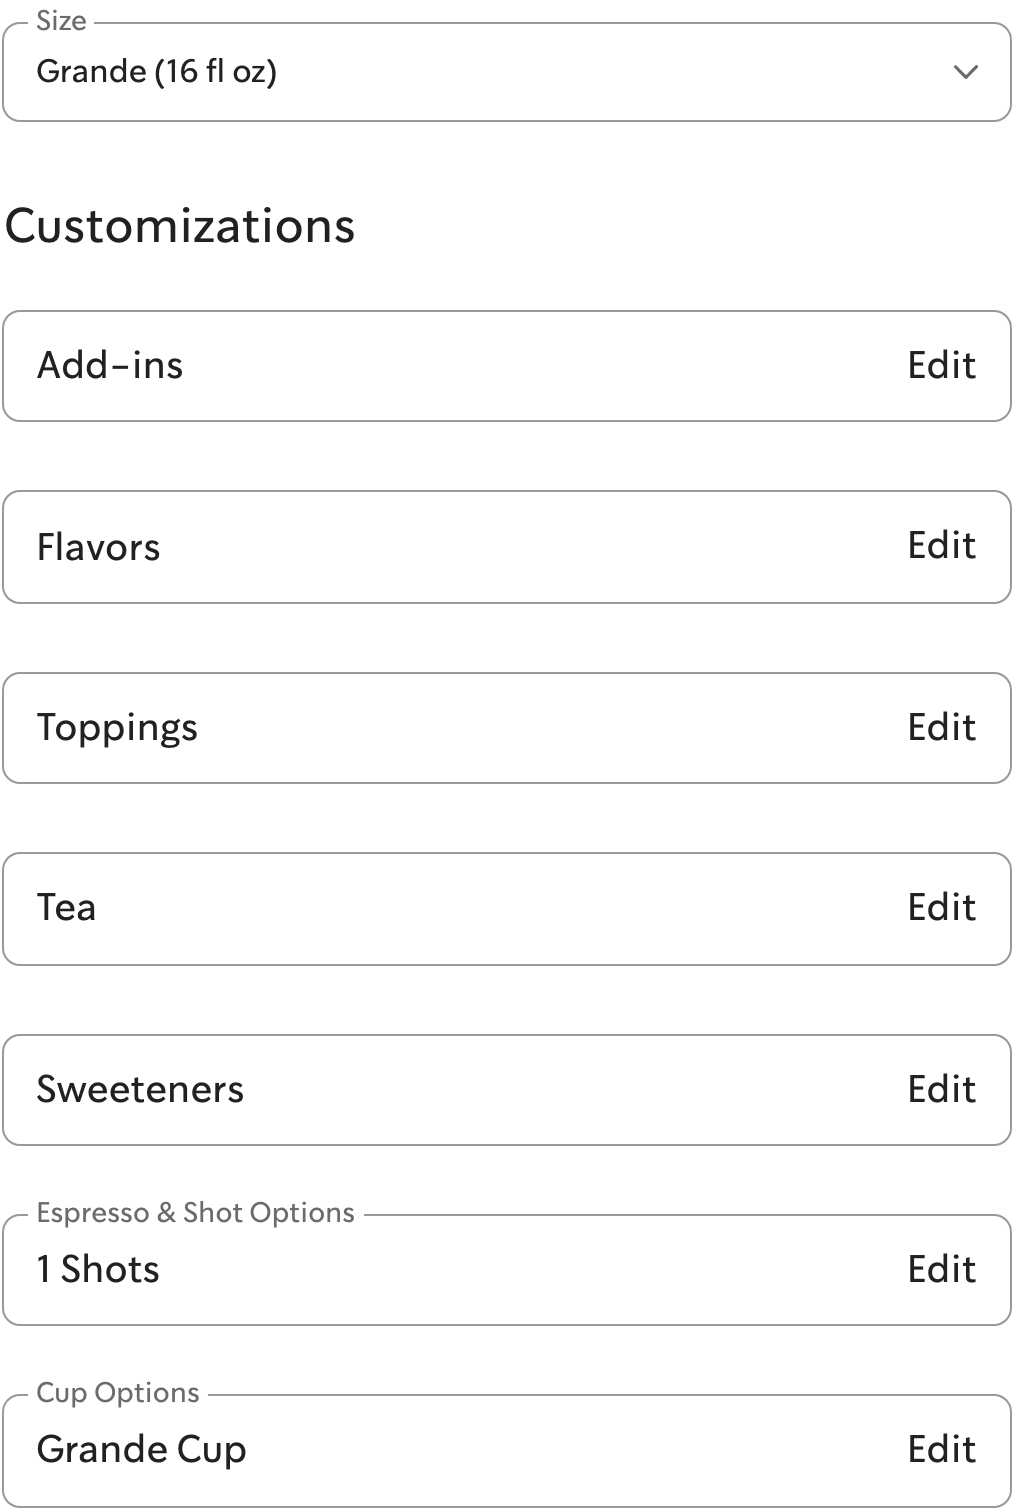 Size
Grande (16 fl oz)
Customizations
Add-ins Edit
Flavors Edit
Toppings Edit
Tea Edit
Sweeteners Edit
Espresso & Shot Options
1 Shots Edit
Cup Options
Grande Cup Edit